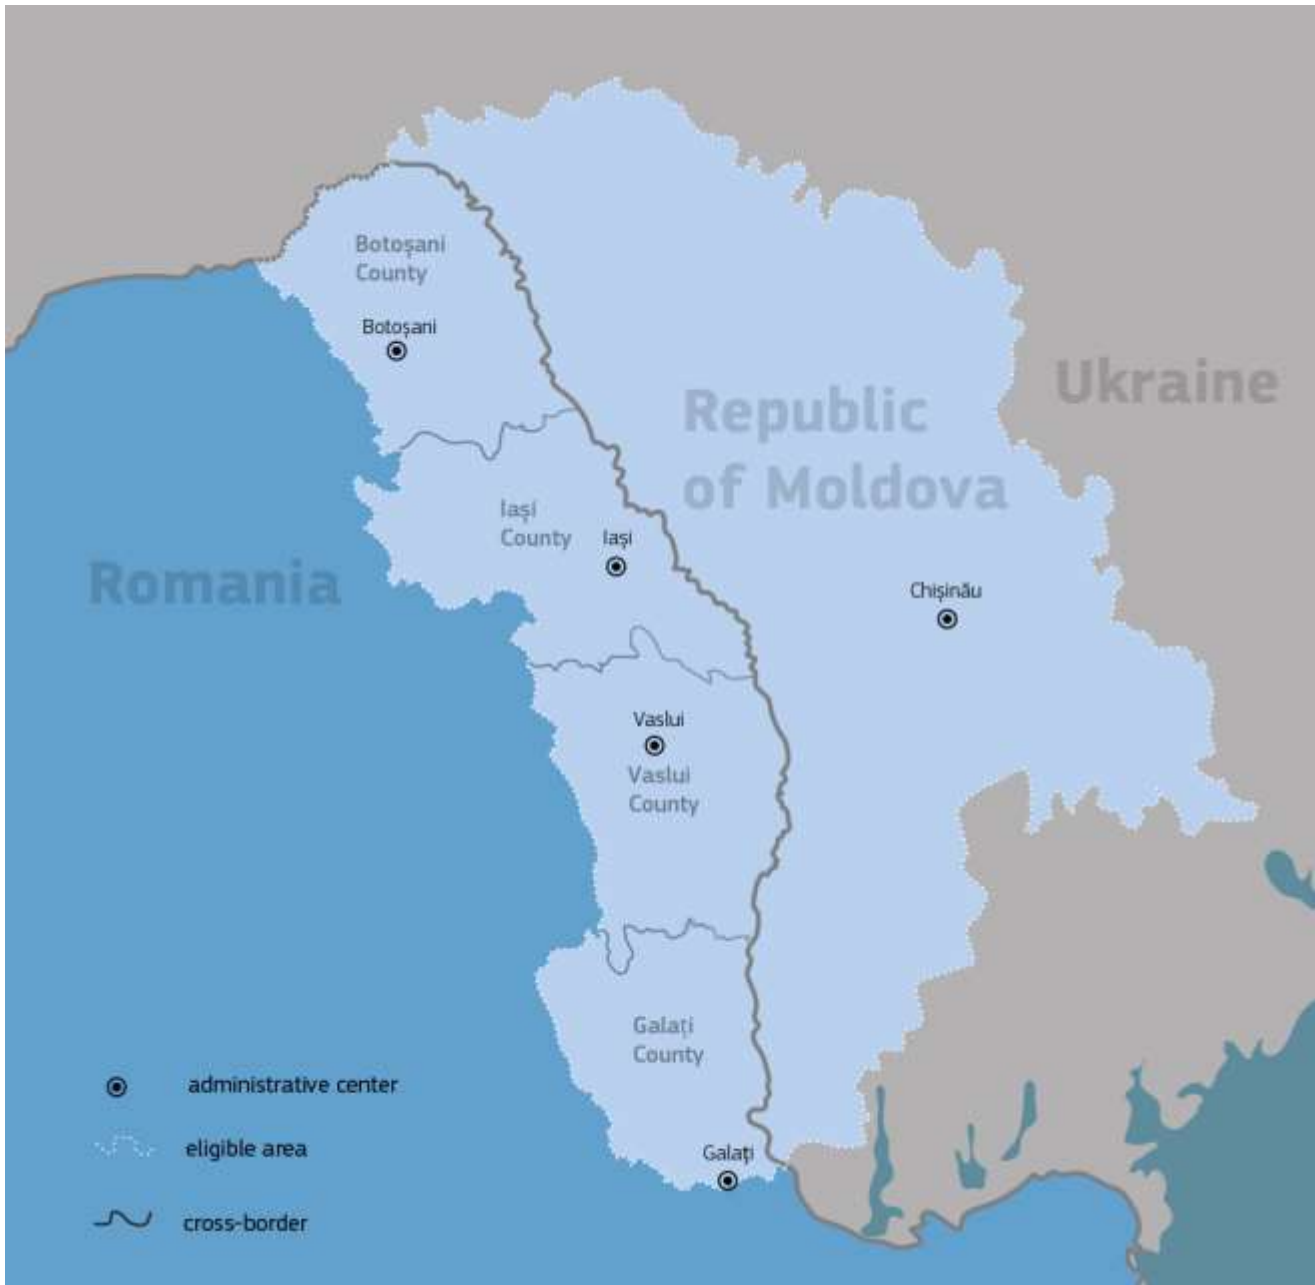 Botoșani
County
Botoșani
Republic
of Moldova
Ukraine
Iași
County
Iași
Romania
Chișinău
Vaslui
Vaslui
County
Galați
County
Galați
administrative center
eligible area
cross-border